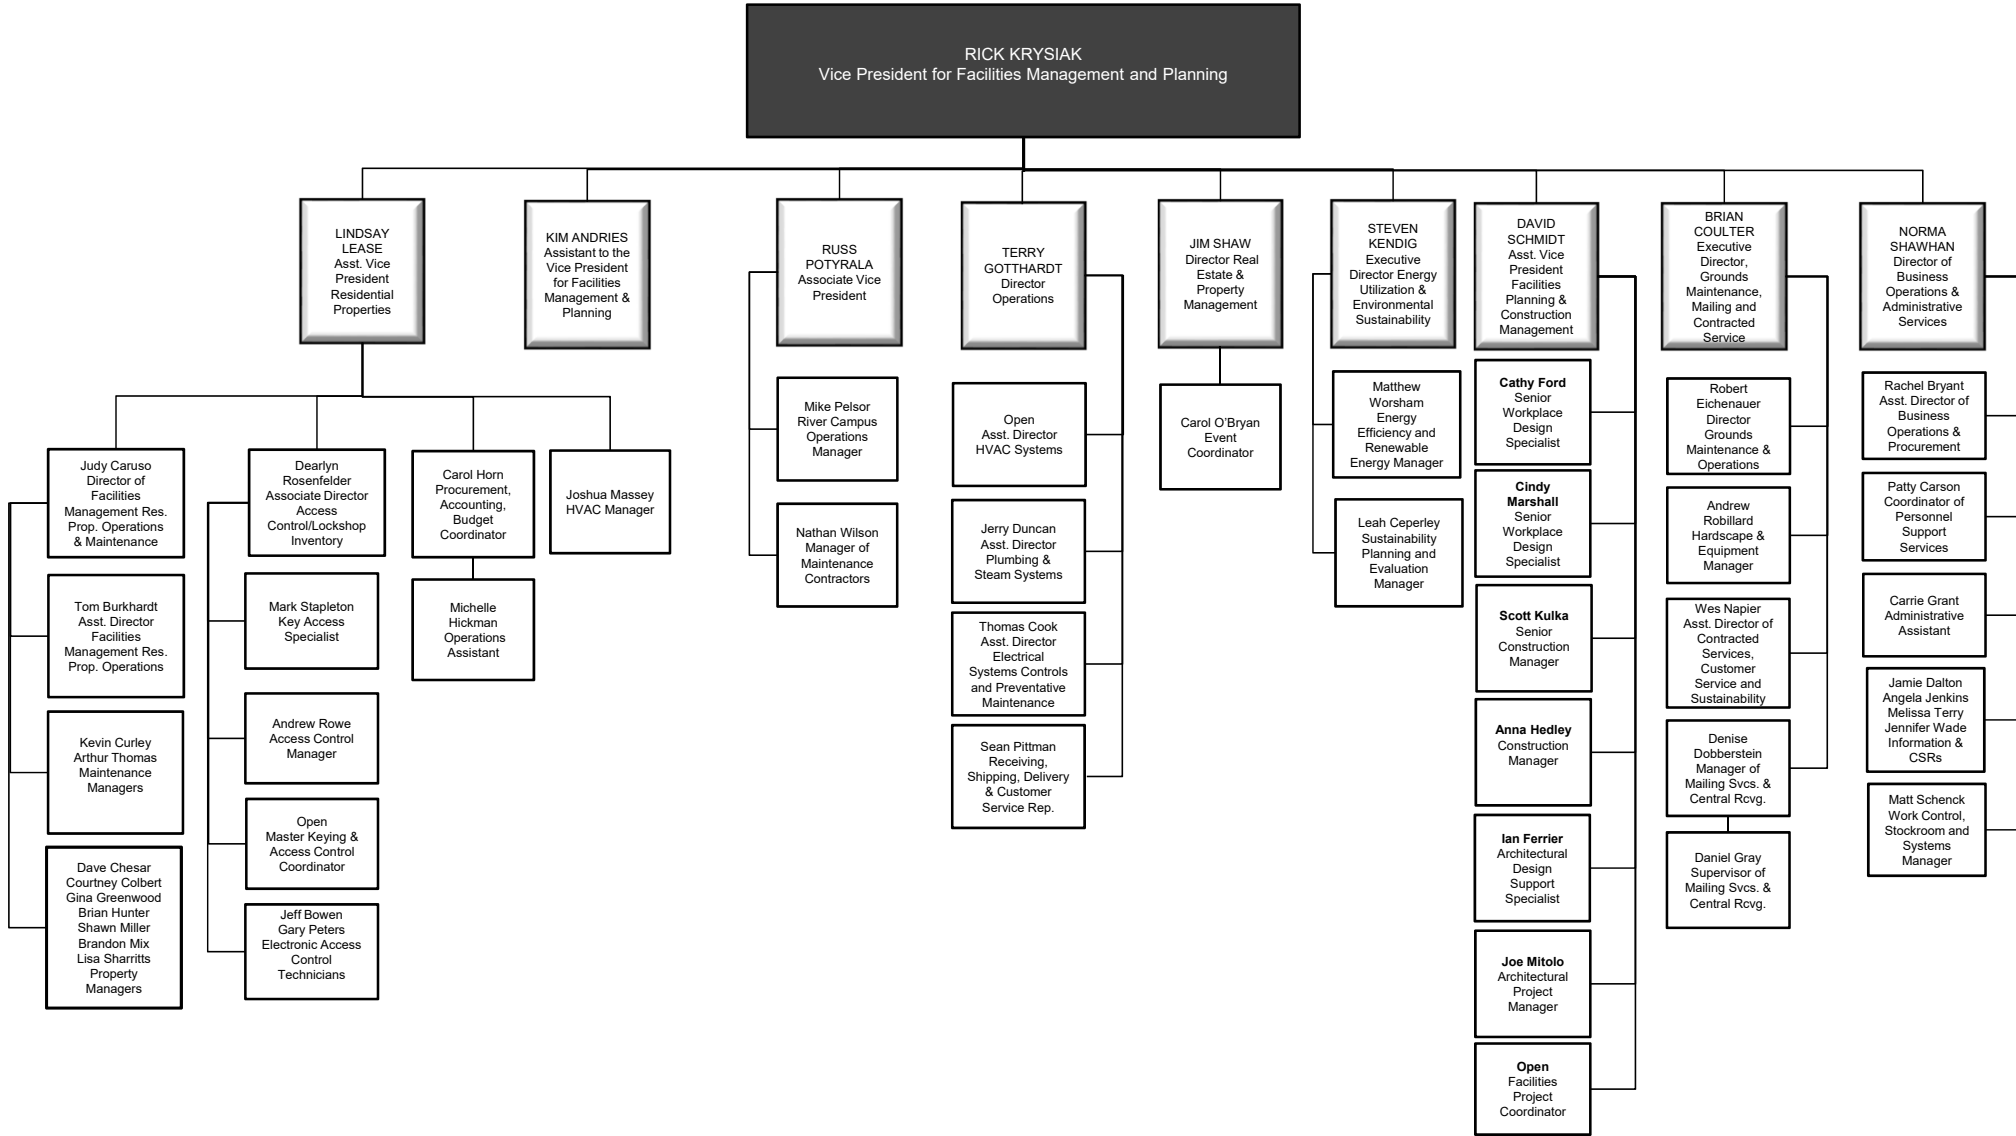 RICK KRYSIAK
Vice President for Facilities Management and Planning
LINDSAY
LEASE
Asst. Vice
President
Residential
Properties
KIM ANDRIES
Assistant to the
Vice President
for Facilities
Management &
Planning
RUSS
POTYRALA
Associate Vice
President
TERRY
GOTTHARDT
Director
Operations
JIM SHAW
Director Real
Estate &
Property
Management
STEVEN
KENDIG
Executive
Director Energy
Utilization &
Environmental
Sustainability
DAVID
SCHMIDT
Asst. Vice
President
Facilities
Planning &
Construction
Management
BRIAN
COULTER
Executive
Director,
Grounds
Maintenance,
Mailing and
Contracted
Service
NORMA
SHAWHAN
Director of
Business
Operations &
Administrative
Services
Judy Caruso
Director of
Facilities
Management Res.
Prop. Operations
& Maintenance
Tom Burkhardt
Asst. Director
Facilities
Management Res.
Prop. Operations
Kevin Curley
Arthur Thomas
Maintenance
Managers
Dave Chesar
Courtney Colbert
Gina Greenwood
Brian Hunter
Shawn Miller
Brandon Mix
Lisa Sharritts
Property
Managers
Dearlyn
Rosenfelder
Associate Director
Access
Control/Lockshop
Inventory
Mark Stapleton
Key Access
Specialist
Andrew Rowe
Access Control
Manager
Open
Master Keying &
Access Control
Coordinator
Jeff Bowen
Gary Peters
Electronic Access
Control
Technicians
Carol Horn
Procurement,
Accounting,
Budget
Coordinator
Michelle
Hickman
Operations
Assistant
Joshua Massey
HVAC Manager
Mike Pelsor
River Campus
Operations
Manager
Nathan Wilson
Manager of
Maintenance
Contractors
Open
Asst. Director
HVAC Systems
Jerry Duncan
Asst. Director
Plumbing &
Steam Systems
Thomas Cook
Asst. Director
Electrical
Systems Controls
and Preventative
Maintenance
Sean Pittman
Receiving,
Shipping, Delivery
& Customer
Service Rep.
Carol O'Bryan
Event
Coordinator
Matthew
Worsham
Energy
Efficiency and
Renewable
Energy Manager
Leah Ceperley
Sustainability
Planning and
Evaluation
Manager
Cathy Ford
Senior
Workplace
Design
Specialist
Cindy
Marshall
Senior
Workplace
Design
Specialist
Scott Kulka
Senior
Construction
Manager
Anna Hedley
Construction
Manager
Ian Ferrier
Architectural
Design
Support
Specialist
Joe Mitolo
Architectural
Project
Manager
Open
Facilities
Project
Coordinator
Robert
Eichenauer
Director
Grounds
Maintenance &
Operations
Andrew
Robillard
Hardscape &
Equipment
Manager
Wes Napier
Asst. Director of
Contracted
Services,
Customer
Service and
Sustainability
Denise
Dobberstein
Manager of
Mailing Svcs. &
Central Rcvg.
Daniel Gray
Supervisor of
Mailing Svcs. &
Central Rcvg.
Rachel Bryant
Asst. Director of
Business
Operations &
Procurement
Patty Carson
Coordinator of
Personnel
Support
Services
Carrie Grant
Administrative
Assistant
Jamie Dalton
Angela Jenkins
Melissa Terry
Jennifer Wade
Information &
CSRs
Matt Schenck
Work Control,
Stockroom and
Systems
Manager